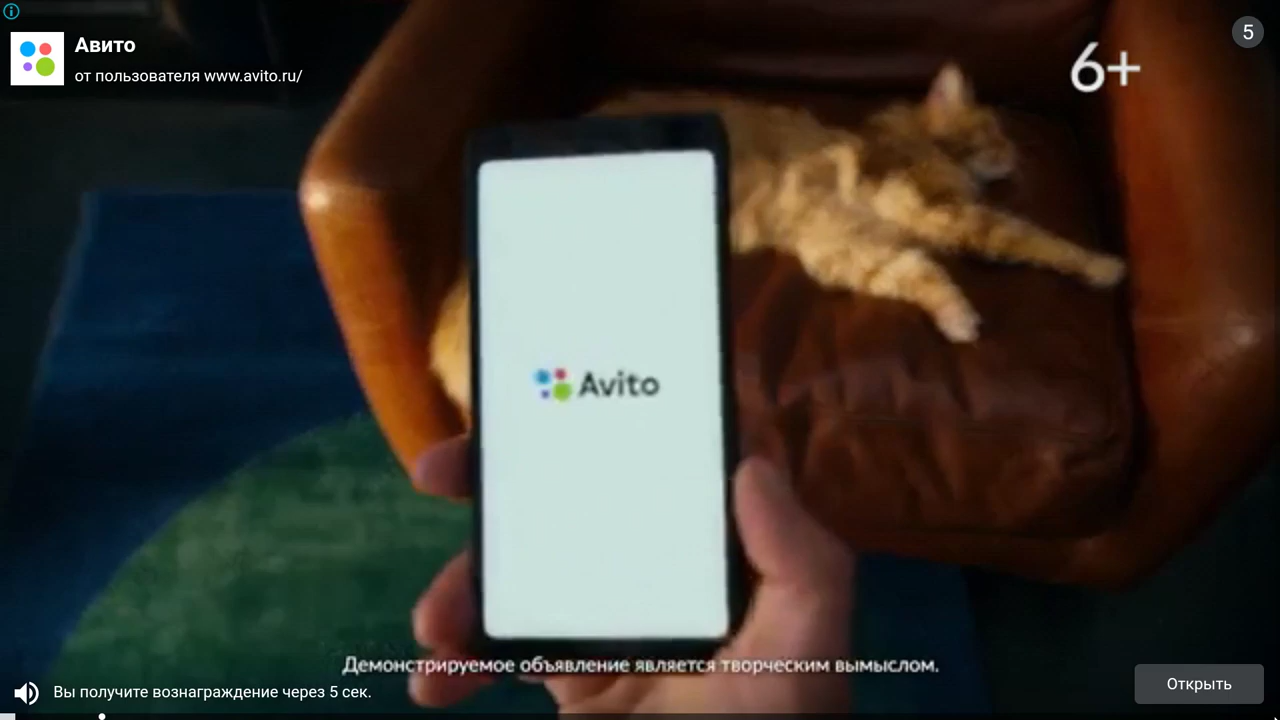 Авито
от пользователя www.avito.ru/
5
6+
Avito
Демонстрируемое объявление является творческим вымыслом.
Вы получите вознаграждение через 5 сек.
Открыть